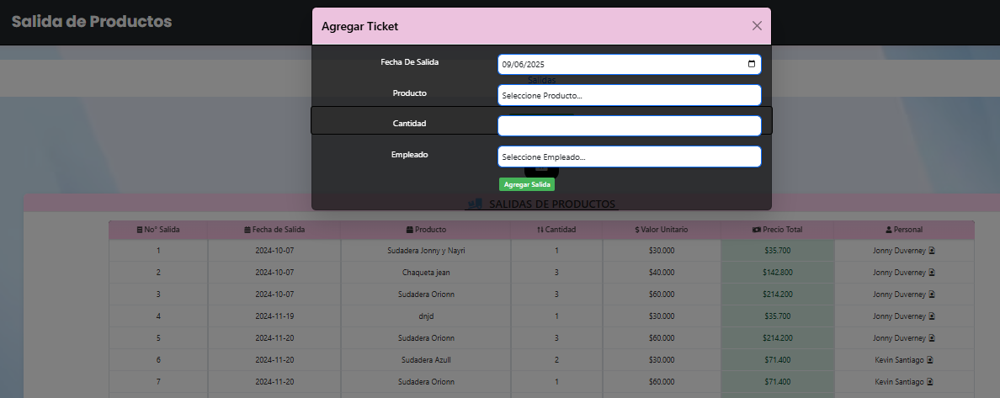 Salida de Productos
Agregar Ticket
Fecha De Salida 09/06/2025
Salidas
Producto Seleccione Producto...
Cantidad
Empleado Seleccione Empleado...
Agregar Salida
SALIDAS DE PRODUCTOS
No° Salida Fecha de Salida Producto Cantidad $ Valor Unitario Precio Total Personal
1 2024-10-07 Sudadera Jonny y Nayri 1 $30.000 $35.700 Jonny Duverney
2 2024-10-07 Chaqueta jean 3 $40.000 $142.800 Jonny Duverney
3 2024-10-07 Sudadera Orionn 3 $60.000 $214.200 Jonny Duverney
4 2024-11-19 dnjd 1 $30.000 $35.700 Jonny Duverney
5 2024-11-20 Sudadera Orionn 3 $60.000 $214.200 Jonny Duverney
6 2024-11-20 Sudadera Azull 2 $30.000 $71.400 Kevin Santiago
7 2024-11-20 Sudadera Orionn 1 $60.000 $71.400 Kevin Santiago